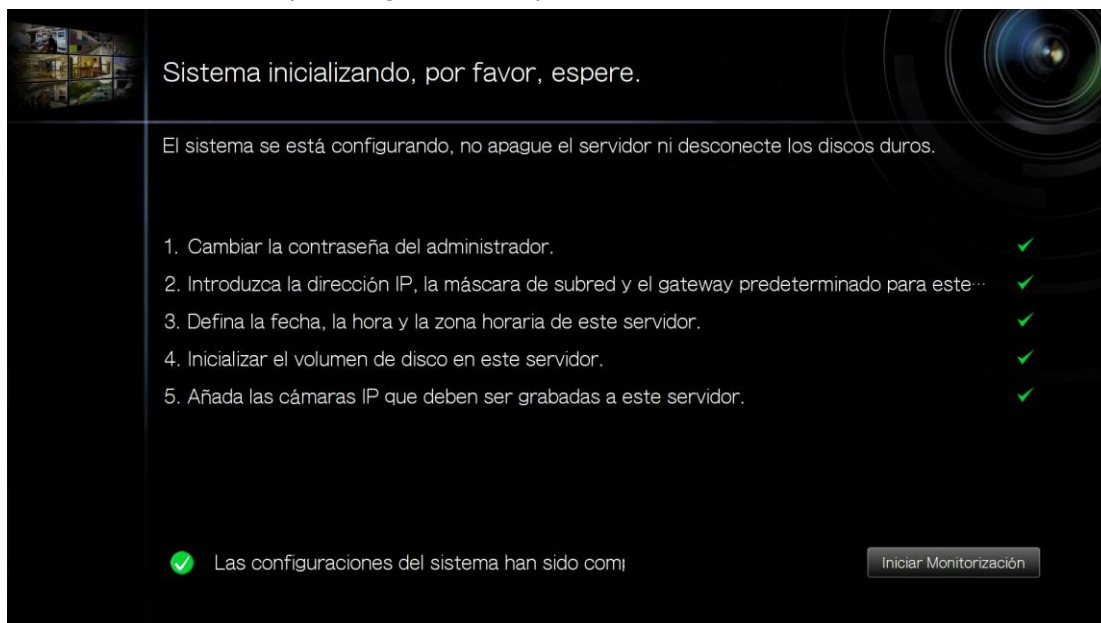 Sistema inicializando, por favor, espere.
El sistema se está configurando, no apague el servidor ni desconecte los discos duros.
1. Cambiar la contraseña del administrador.
2. Introduzca la dirección IP, la máscara de subred y el gateway predeterminado para este…
3. Defina la fecha, la hora y la zona horaria de este servidor.
4. Inicializar el volumen de disco en este servidor.
5. Añada las cámaras IP que deben ser grabadas a este servidor.
Las configuraciones del sistema han sido
Iniciar Monitorización